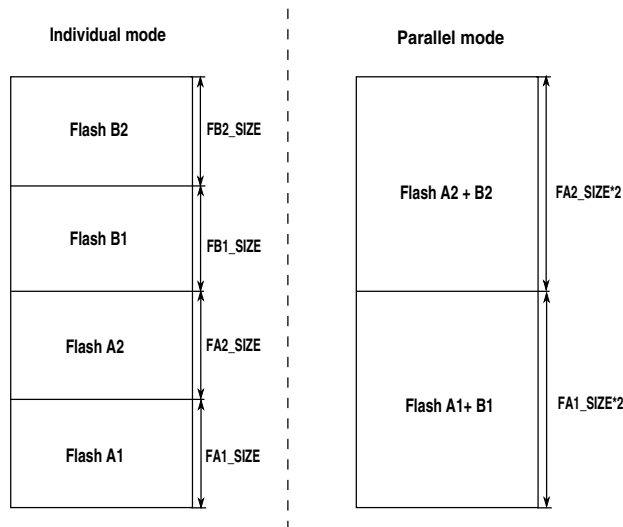 Individual mode
Flash B2
FB2_SIZE
Flash B1
FB1_SIZE
Flash A2
FA2_SIZE
Flash A1
FA1_SIZE
Parallel mode
Flash A2 + B2
FA2_SIZE*2
Flash A1+ B1
FA1_SIZE*2